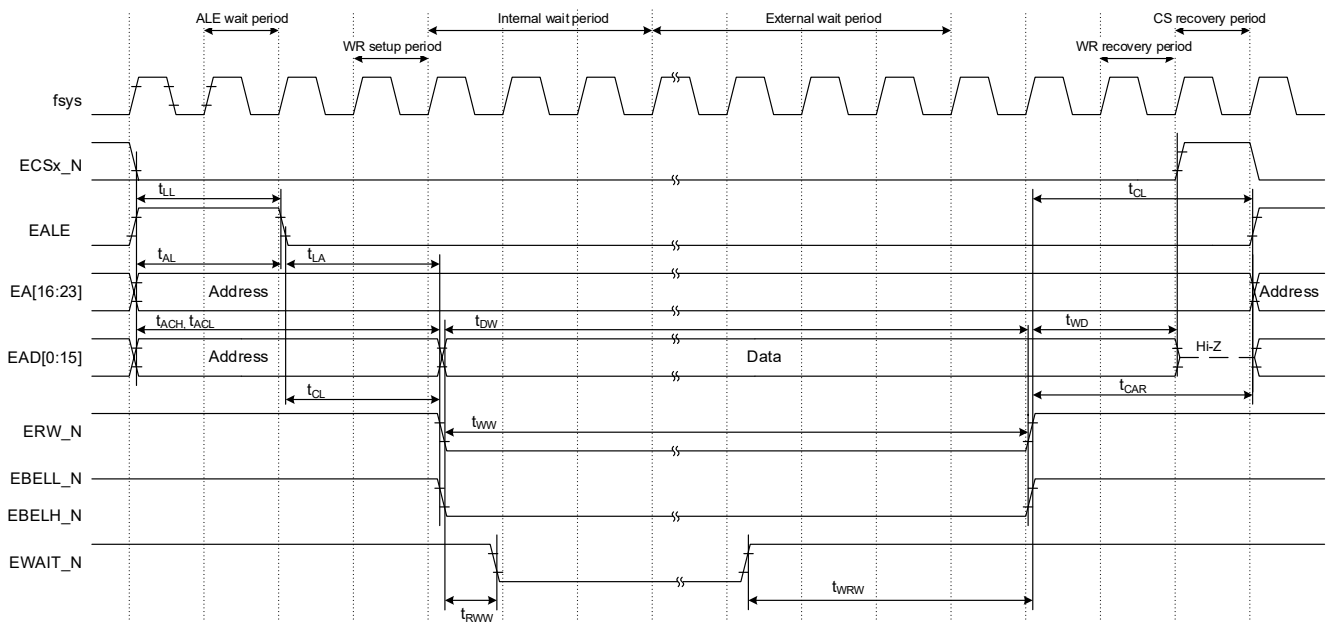 ALE wait period
Internal wait period
External wait period
CS recovery period
WR setup period
WR recovery period
fsys
ECSx_N
tLL
tCL
EALE
tAL
tLA
EA[16:23]
Address
Address
tACH, tACL
tDW
tWD
EAD[0:15]
Address
Data
Hi-Z
tCL
tCAR
ERW_N
tWW
EBELL_N
EBELH_N
EWAIT_N
tRWW
tWRW